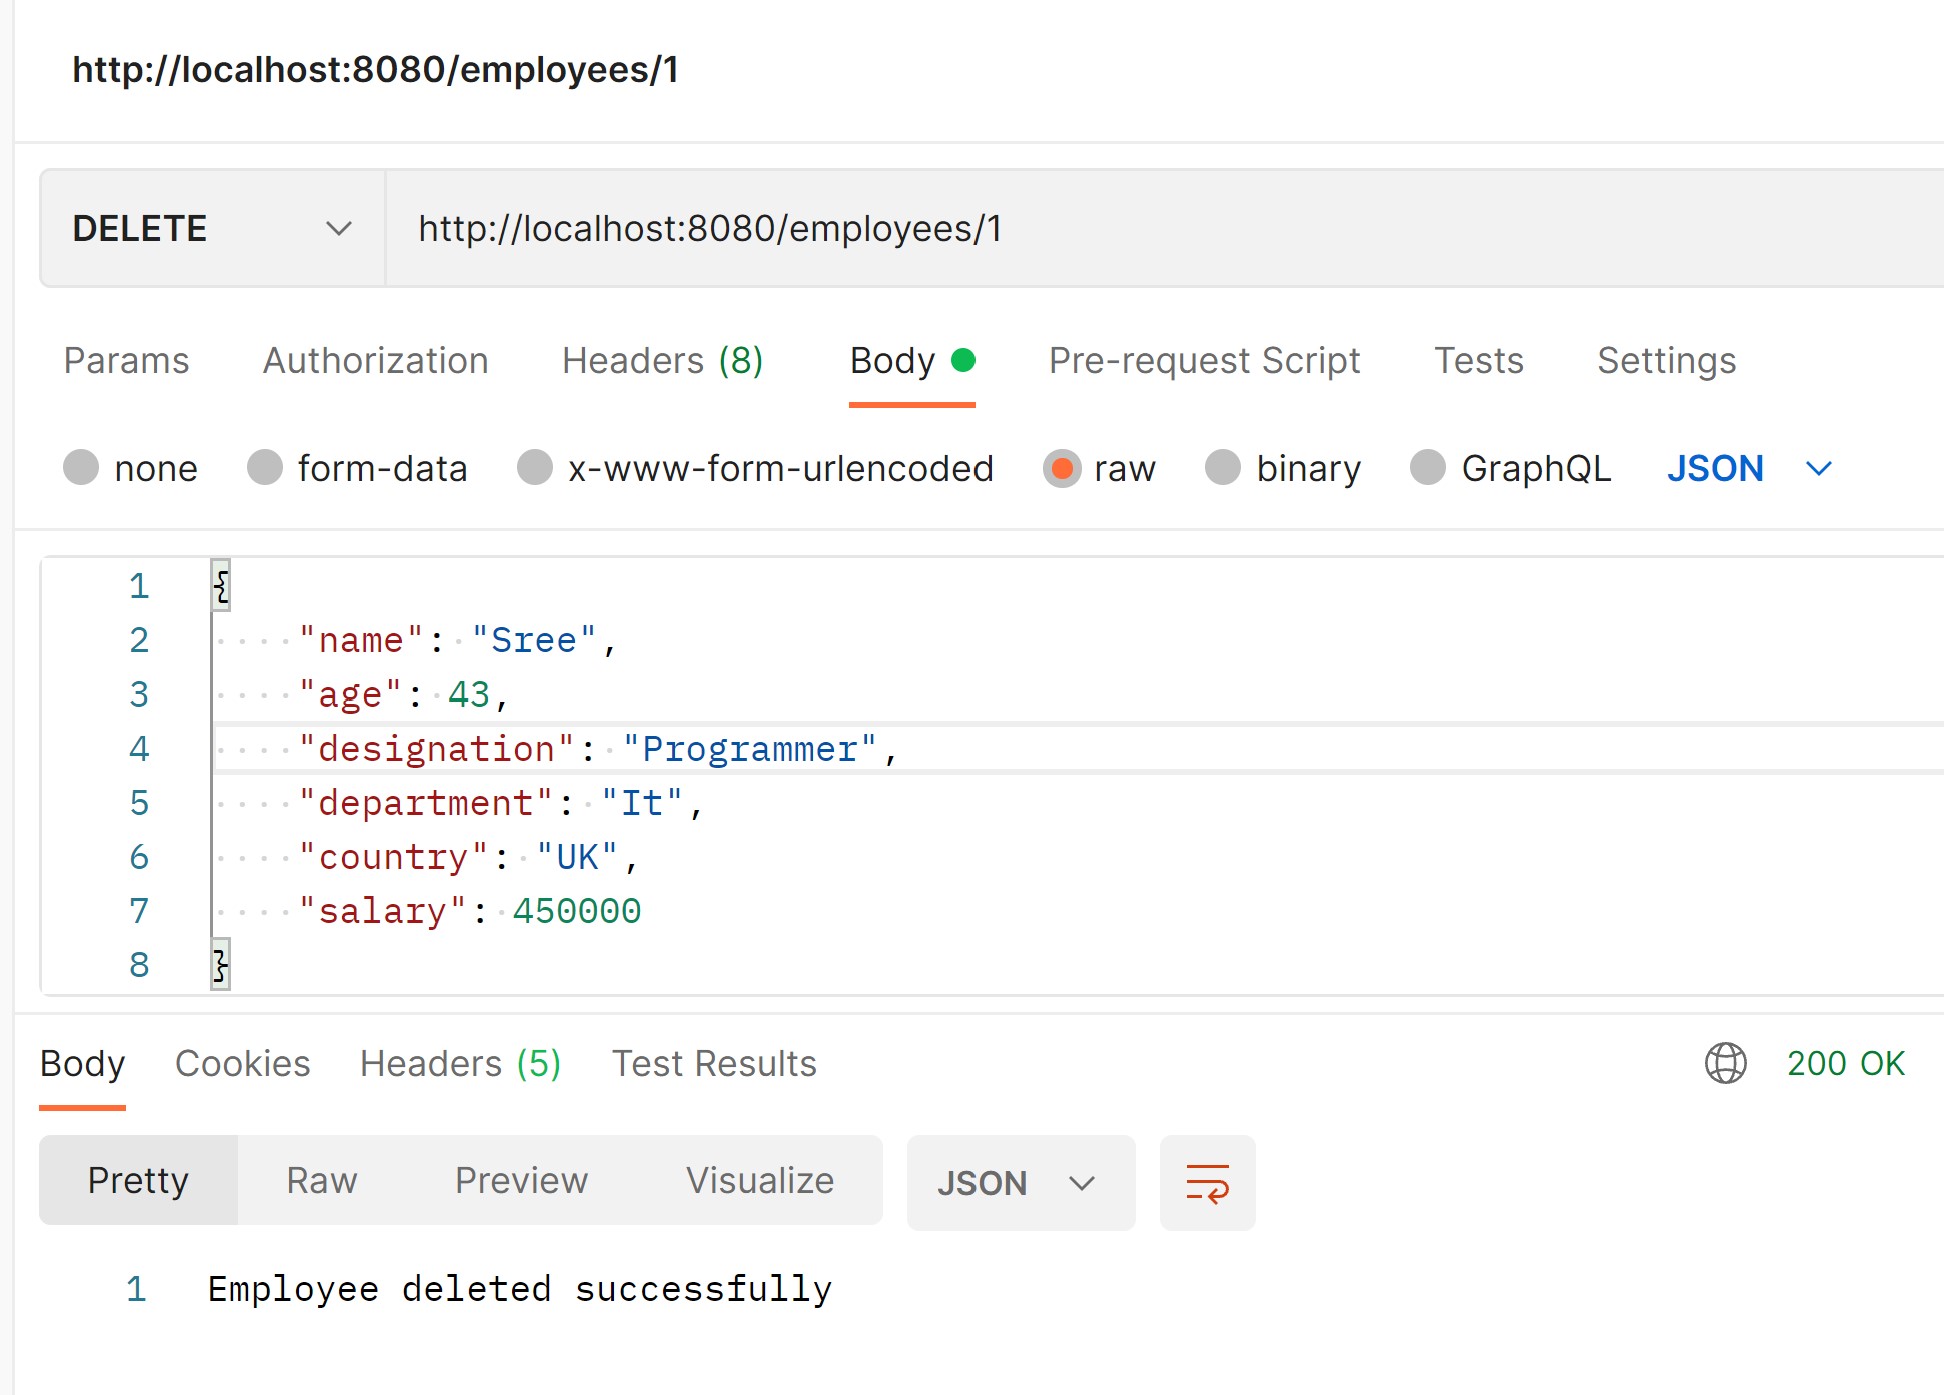 http://localhost:8080/employees/1
DELETE http://localhost:8080/employees/1
Params Authorization Headers (8) Body Pre-request Script Tests Settings
none form-data x-www-form-urlencoded raw binary GraphQL JSON
1 {
2 "name": "Sree",
3 "age": 43,
4 "designation": "Programmer",
5 "department": "It",
6 "country": "UK",
7 "salary": 450000
8 }
Body Cookies Headers (5) Test Results 200 OK
Pretty Raw Preview Visualize JSON
1 Employee deleted successfully